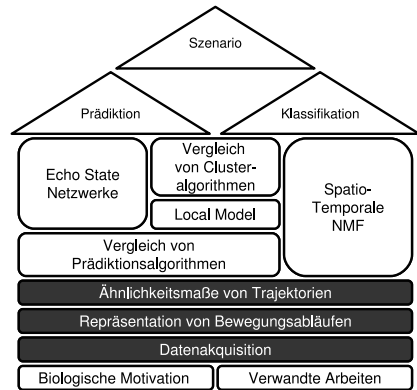 Szenario
Prädiktion
Klassifikation
Echo State
Netzwerke
Vergleich
von Cluster-
algorithmen
Local Model
Spatio-
Temporale
NMF
Vergleich von
Prädiktionsalgorithmen
Ähnlichkeitsmaße von Trajektorien
Repräsentation von Bewegungsabläufen
Datenakquisition
Biologische Motivation
Verwandte Arbeiten